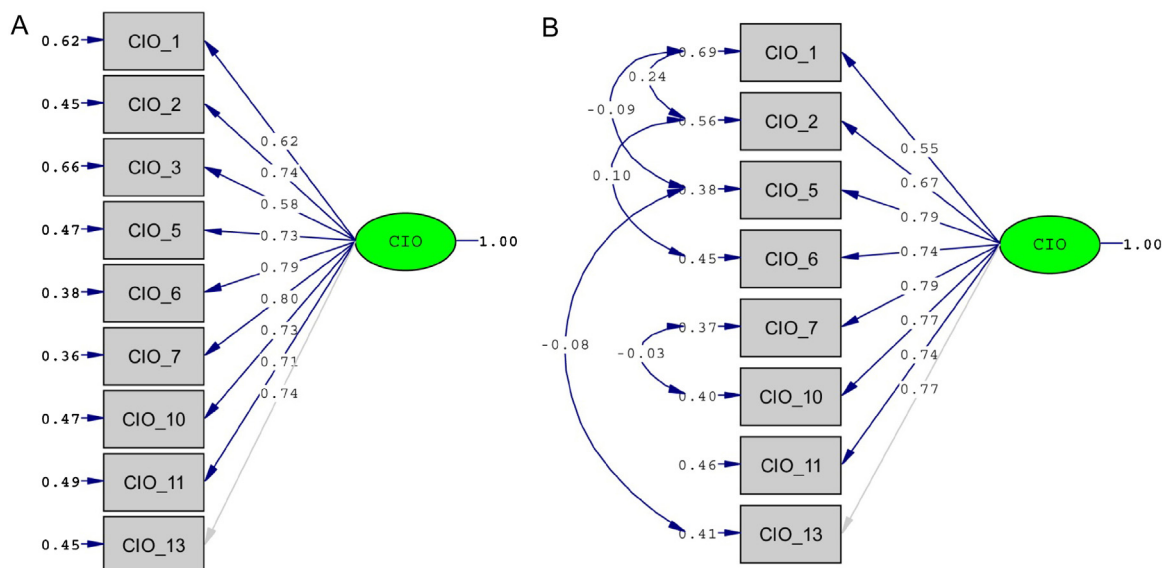 A
0.62 CIO_1
0.45 CIO_2
0.66 CIO_3
0.47 CIO_5
0.38 CIO_6
0.36 CIO_7
0.47 CIO_10
0.49 CIO_11
0.45 CIO_13
0.62
0.74
0.58
0.73
0.79
0.80
0.73
0.71
0.74
CIO 1.00
B
0.69 CIO_1
0.56 CIO_2
0.38 CIO_5
0.45 CIO_6
0.37 CIO_7
0.40 CIO_10
0.46 CIO_11
0.41 CIO_13
0.24
-0.09
0.10
-0.08
-0.03
0.55
0.67
0.79
0.74
0.79
0.77
0.74
0.77
CIO 1.00